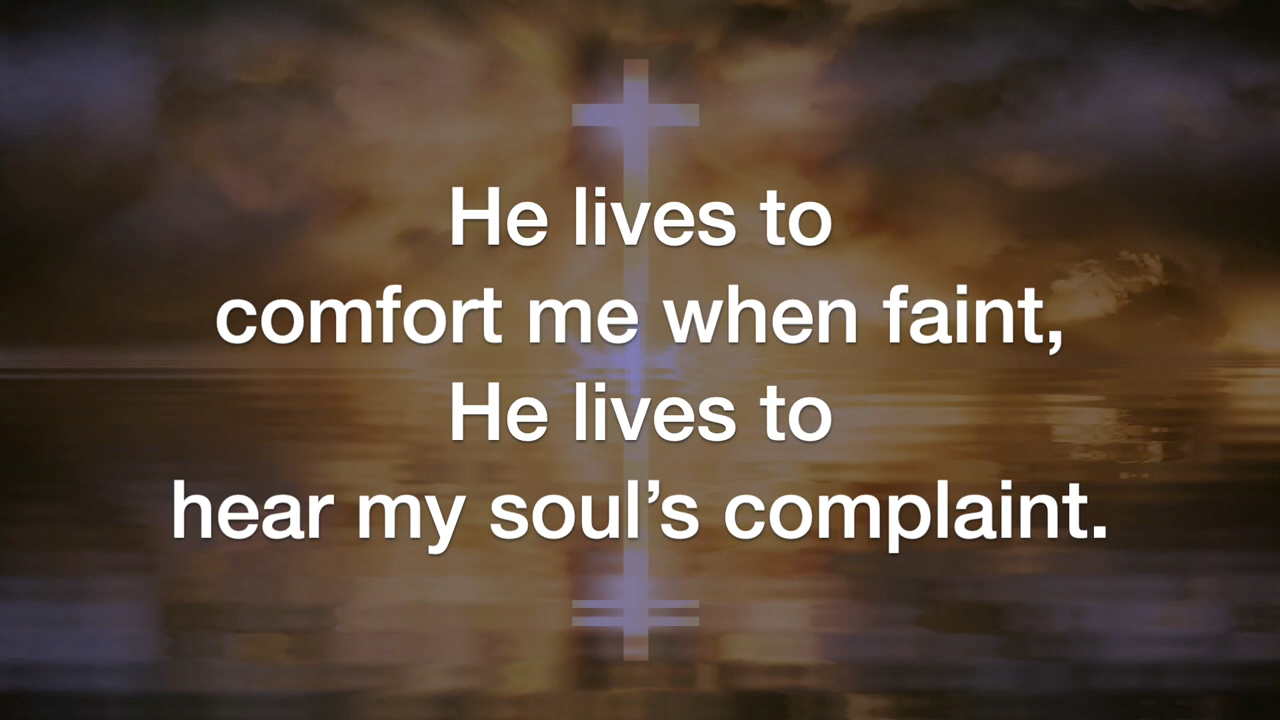 He lives to
comfort me when faint,
He lives to
hear my soul’s complaint.